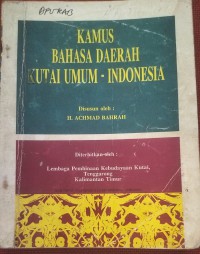 KAMUS
BAHASA DAERAH
KUTAI UMUM - INDONESIA
Disusun oleh :
H. ACHMAD BAHRAH
Diterbitkan oleh :
Lembaga Pembinaan Kebudayaan Kutai,
Tenggarong
Kalimantan Timur